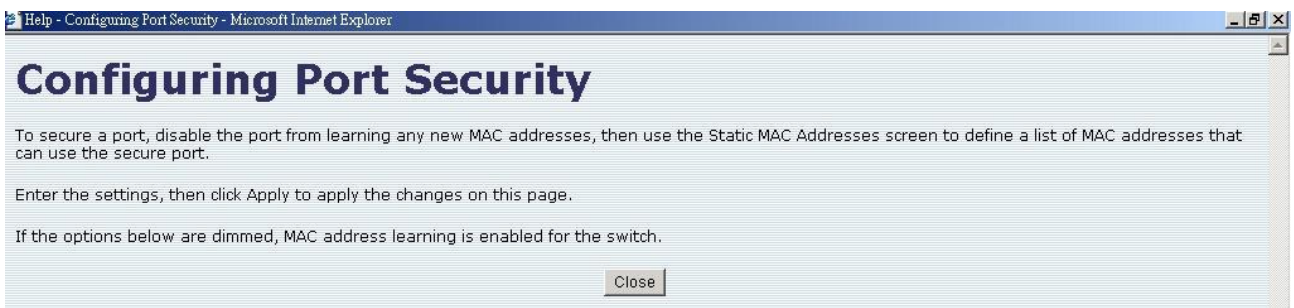 Help - Configuring Port Security - Microsoft Internet Explorer
Configuring Port Security
To secure a port, disable the port from learning any new MAC addresses, then use the Static MAC Addresses screen to define a list of MAC addresses that
can use the secure port.
Enter the settings, then click Apply to apply the changes on this page.
If the options below are dimmed, MAC address learning is enabled for the switch.
Close